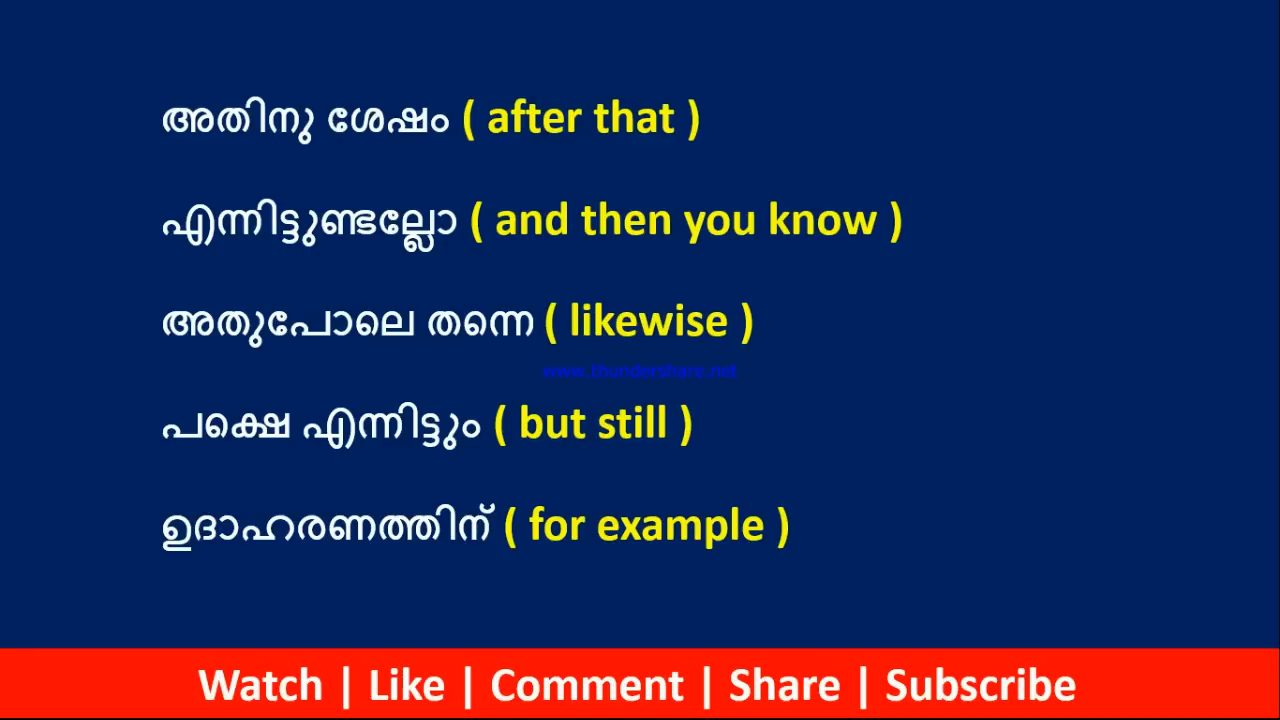 അതിനു ശേഷം ( after that )
എന്നിട്ടുണ്ടല്ലോ ( and then you know )
അതുപോലെ തന്നെ ( likewise )
www.thundershare.net
പക്ഷെ എന്നിട്ടും ( but still )
ഉദാഹരണത്തിന് ( for example )
Watch | Like | Comment | Share | Subscribe